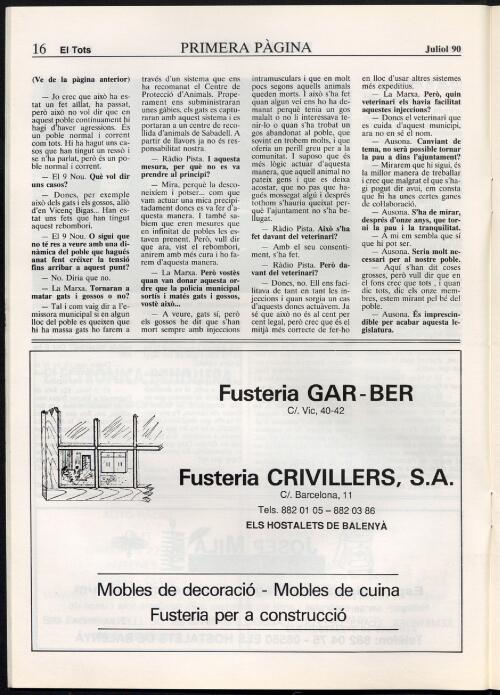 16 El Tots
PRIMERA PÀGINA
Juliol 90
(Ve de la pàgina anterior)
— Jo crec que això ha es-
tat un fet aïllat, ha passat,
però això no vol dir que en
aquest poble contínuament hi
hagi d'haver agressions. És
un poble normal i corrent
com tots. Hi ha hagut uns ca-
sos que han tingut un ressò i
se n'ha parlat, però és un po-
ble normal i corrent.
— El 9 Nou. Què vol dir
uns casos?
— Donces, per exemple
això dels gats i els gossos, allò
d'en Vicenç Bigas... Han es-
tat uns fets que han tingut
aquest rebombori.
— El 9 Nou. O sigui que
no té res a veure amb una di-
nàmica del poble que hagués
anat fent créixer la tensió
fins arribar a aquest punt?
— No. Diria que no.
— La Marxa. Tornaran a
matar gats i gossos o no?
— Tal i com vaig dir a l'e-
missora municipal si en algun
lloc del poble es queixen que
hi ha massa gats ho farem a
través d'un sistema que ens
ha recomanat el Centre de
Protecció d'Animals. Prope-
rament ens subministraran
unes gàbies, els gats es captu-
raran amb aquest sistema i es
portaran a un centre de reco-
llida d'animals de Sabadell. A
partir de llavors ja no és res-
ponsabilitat nostra.
— Ràdio Pista. I aquesta
mesura, per què no es va
prendre al principi?
— Mira, perquè la desco-
neixiem i potser... com que
vam actuar una mica precipi-
tadament doncs es va fer d'a-
questa manera. I també sa-
biem que eren mesures que
en infinitat de pobles les es-
taven prenent. Però, vull dir
que ara, vist el rebombori,
anirem amb més cura i ho fa-
rem d'aquesta manera.
— La Marxa. Però vostès
quan van donar aquesta or-
dre que la policia municipal
sortís i matés gats i gossos,
vostè això...
— A veure, gats sí, però
els gossos he dit que s'han
mort sempre amb injeccions
intramusculars i que en molt
pocs segons aquells animals
queden morts. I això s'ha fet
quan algun veí ens ho ha de-
manat perquè tenia un gos
malalt o no li interessava te-
nir-lo o quan s'ha trobat un
gos abandonat al poble, que
sovint en trobem molts, i que
oferia un perill greu per a la
comunitat. I suposo que és
més lògic actuar d'aquesta
manera, que aquell animal no
pateix gens i que es deixa
acostar, que no pas que ha-
gués mossegat algú i després
tothom s'hauria queixat per-
què l'ajuntament no s'ha be-
llugat.
— Ràdio Pista. Això s'ha
fet davant del veterinari?
— Amb el seu consenti-
ment, s'ha fet.
— Ràdio Pista. Però da-
vant del veterinari?
— Doncs, no. Ell ens faci-
litava de tant en tant les in-
jeccions i quan sorgia un cas
d'aquests doncs actuàvem. Ja
sé que això no és al cent per
cent legal, però crec que és el
mitjà més correcte de fer-ho
en lloc d'usar altres sistemes
més expeditius.
— La Marxa. Però, quin
veterinari els havia facilitat
aquestes injeccions?
— Doncs el veterinari que
es cuida d'aquest municipi,
ara no en sé el nom.
— Ausona. Canviant de
tema, no serà possible tornar
la pau a dins l'ajuntament?
— Mirarem que hi sigui, és
la millor manera de treballar
i crec que malgrat el que s'ha-
gi pogut dir avui, em consta
que hi ha unes certes ganes
de col·laboració.
— Ausona. S'ha de mirar,
després d'onze anys, que tor-
ni la pau i la tranquilitat.
— A mi em sembla que sí
que hi pot ser.
— Ausona. Seria molt ne-
cessari per al nostre poble.
— Aquí s'han dit coses
grosses, però vull dir que en
el fons crec que tots , i quan
dic tots, dic els onze mem-
bres, estem mirant pel bé del
poble.
— Ausona. És imprescin-
dible per acabar aquesta le-
gislatura.
Fusteria GAR-BER
C/. Vic, 40-42
Fusteria CRIVILLERS, S.A.
C/. Barcelona, 11
Tels. 882 01 05 – 882 03 86
ELS HOSTALETS DE BALENYÀ
Mobles de decoració - Mobles de cuina
Fusteria per a construcció